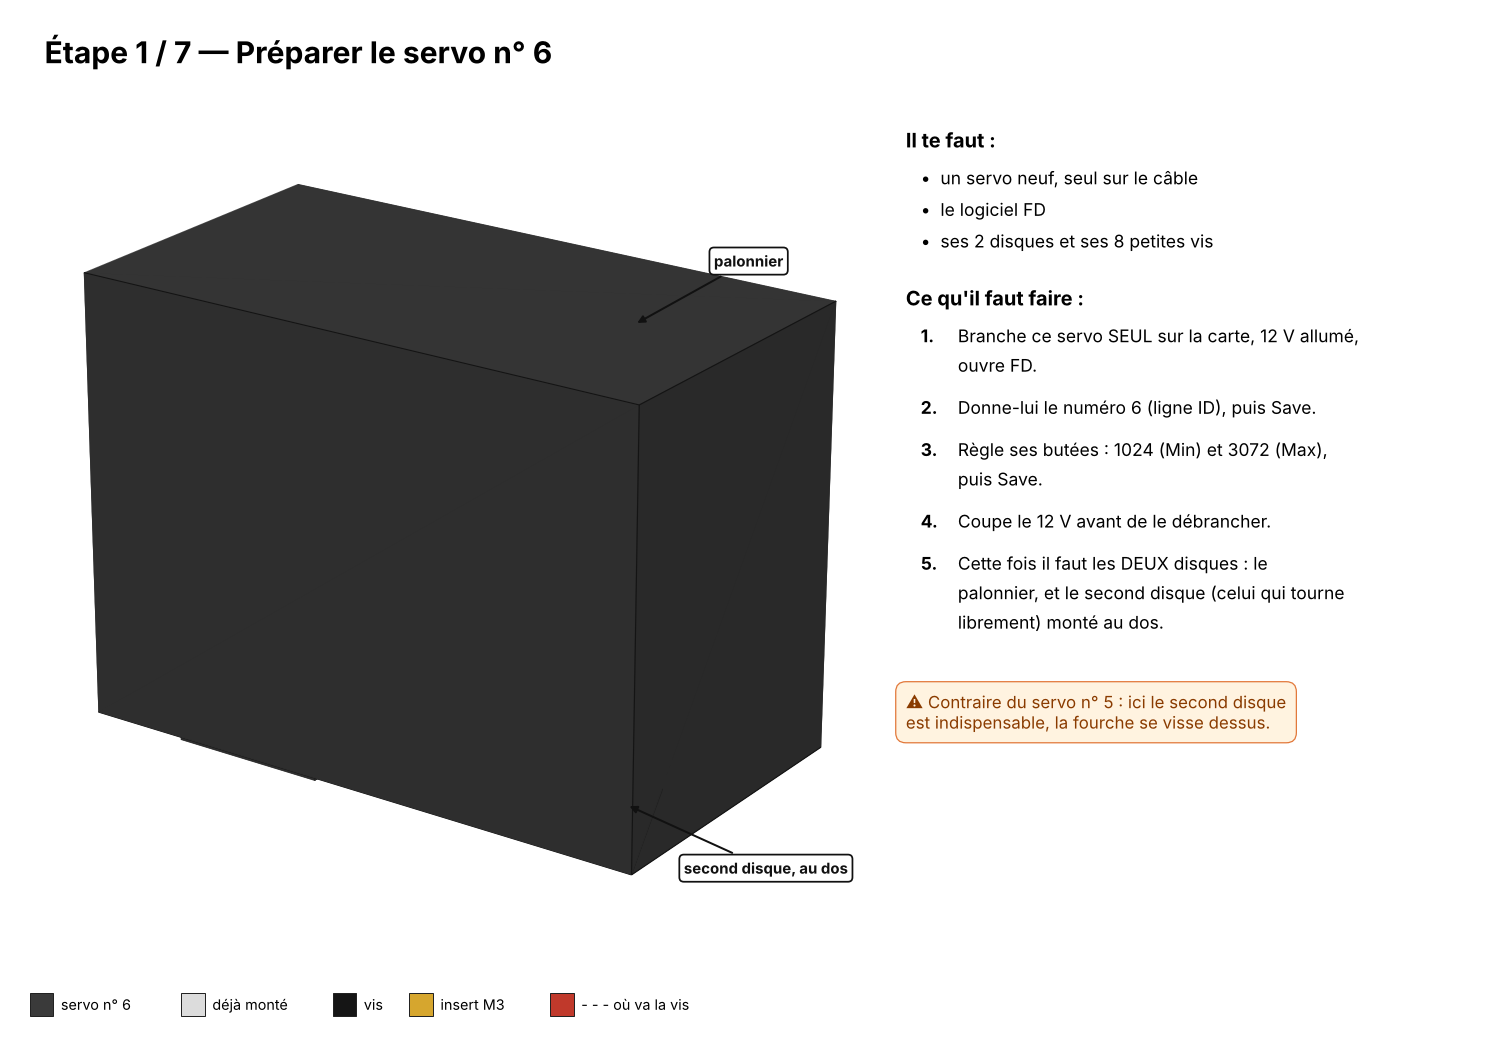 Étape 1 / 7 — Préparer le servo n° 6
palonnier
second disque, au dos
Il te faut :
• un servo neuf, seul sur le câble
• le logiciel FD
• ses 2 disques et ses 8 petites vis
Ce qu'il faut faire :
1. Branche ce servo SEUL sur la carte, 12 V allumé,
ouvre FD.
2. Donne-lui le numéro 6 (ligne ID), puis Save.
3. Règle ses butées : 1024 (Min) et 3072 (Max),
puis Save.
4. Coupe le 12 V avant de le débrancher.
5. Cette fois il faut les DEUX disques : le
palonnier, et le second disque (celui qui tourne
librement) monté au dos.
⚠ Contraire du servo n° 5 : ici le second disque
est indispensable, la fourche se visse dessus.
servo n° 6
déjà monté
vis
insert M3
- - - où va la vis